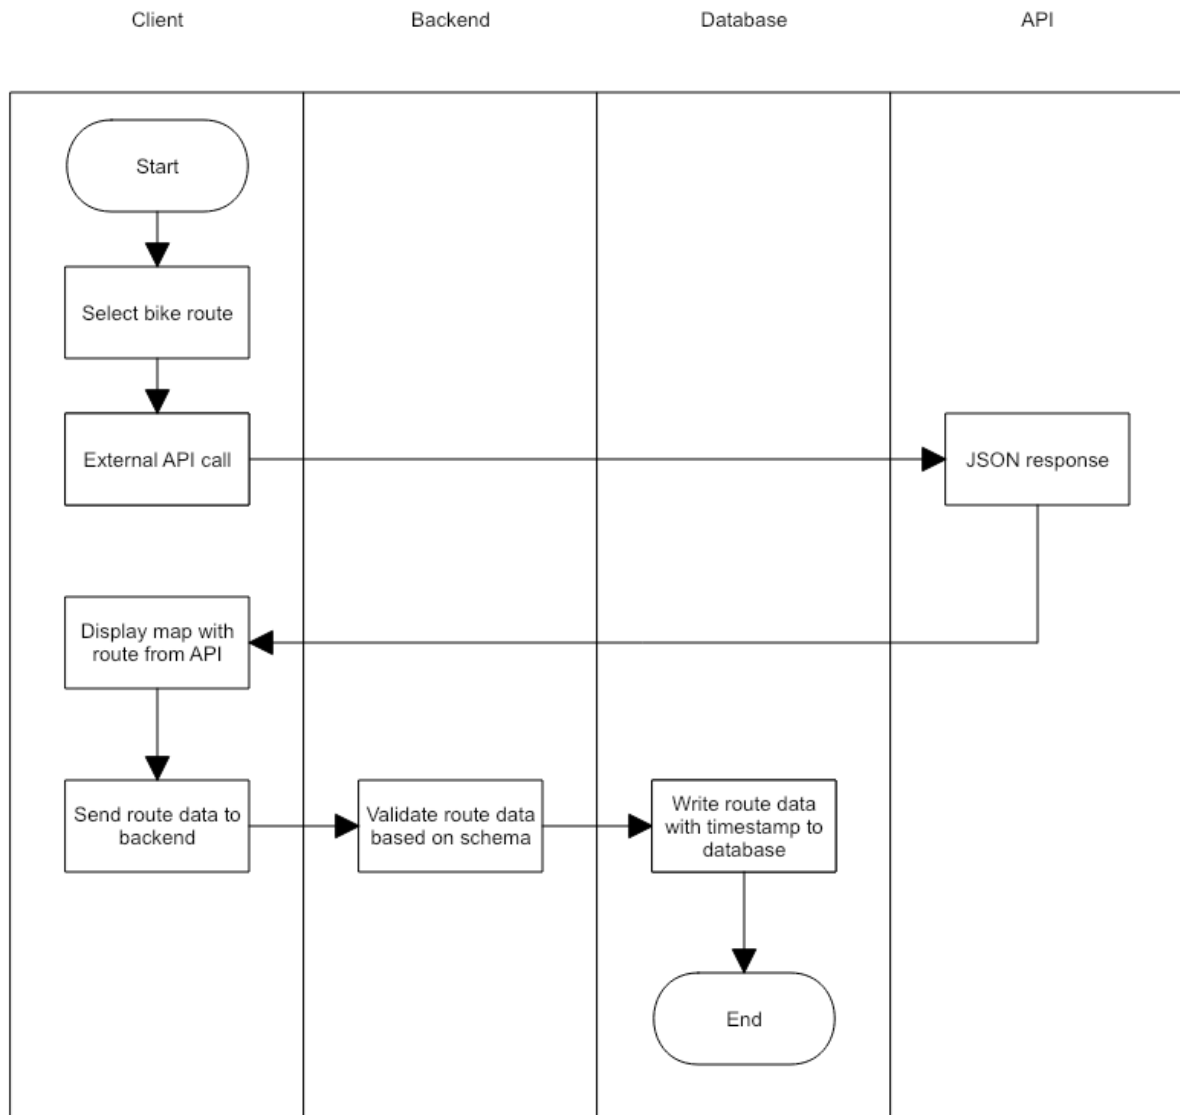 Client
Backend
Database
API
Start
Select bike route
External API call
JSON response
Display map with
route from API
Send route data to
backend
Validate route data
based on schema
Write route data
with timestamp to
database
End